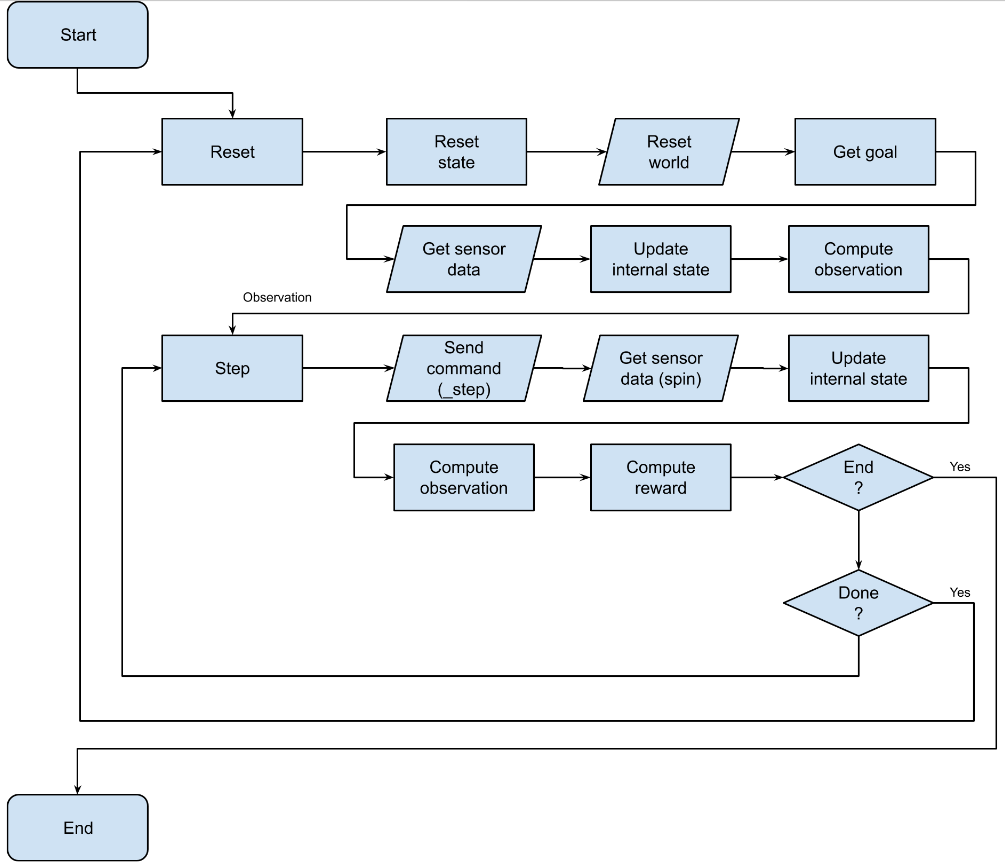 Start
Reset
Reset
state
Reset
world
Get goal
Get sensor
data
Update
internal state
Compute
observation
Observation
Step
Send
command
(_step)
Get sensor
data (spin)
Update
internal state
Compute
observation
Compute
reward
End
?
Yes
Done
?
Yes
End